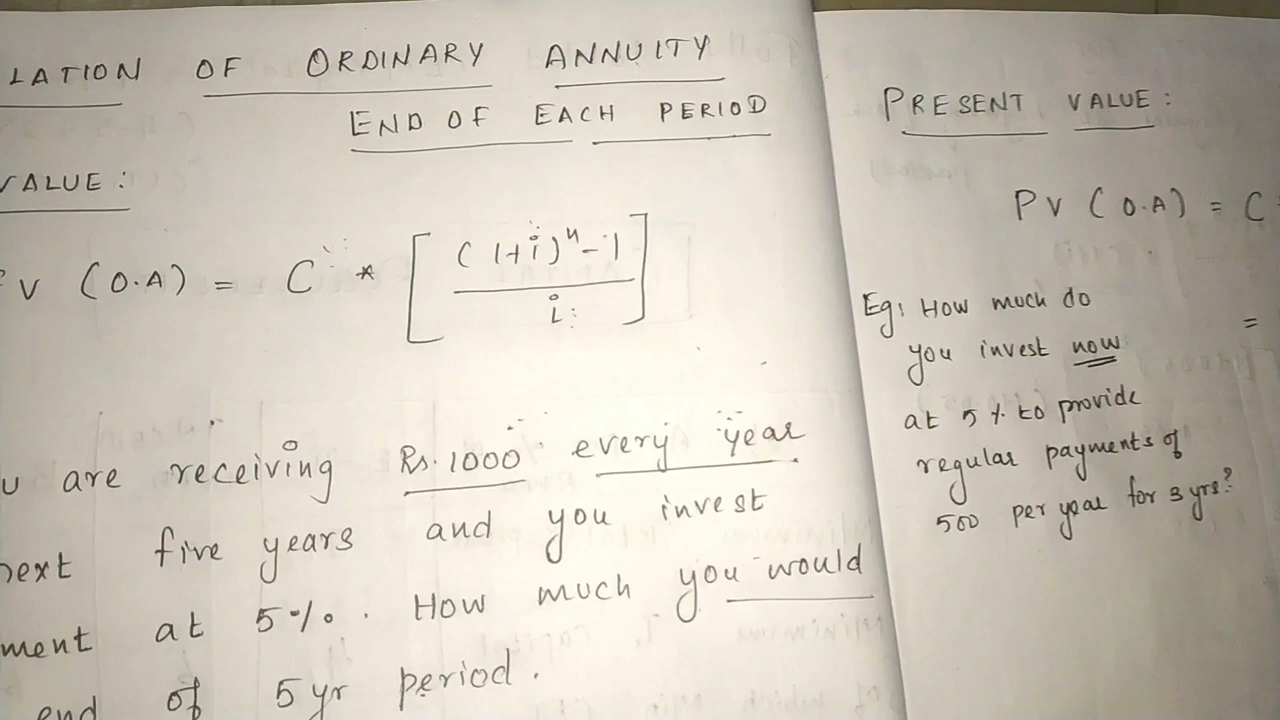 LATION OF ORDINARY ANNUITY
END OF EACH PERIOD
VALUE:
V (O.A) = C * [ (1+i)^n - 1 / i ]
u are receiving Rs. 1000 every year
next five years and you invest
ment at 5%. How much you would
end of 5 yr period.
PRESENT VALUE:
PV (O.A) = C
Eg: How much do
you invest now
=
at 5 % to provide
regular payments of
500 per year for 3 yrs?